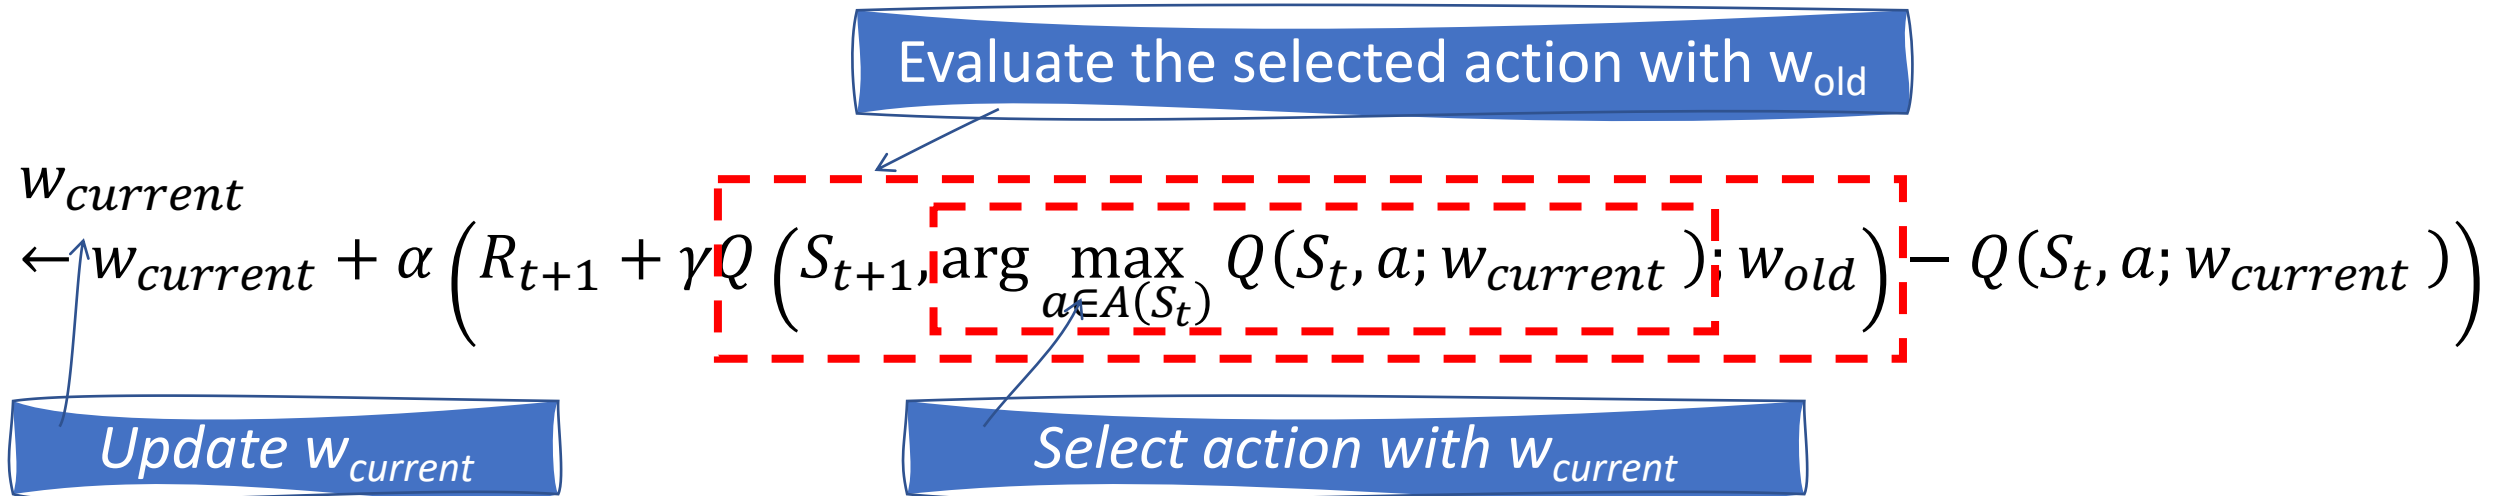 Evaluate the selected action with w_old
w_current
← w_current + α(R_{t+1} + γQ(S_{t+1}, arg max_{a∈A(S_t)} Q(S_t, a; w_current); w_old) − Q(S_t, a; w_current))
Update w_current
Select action with w_current